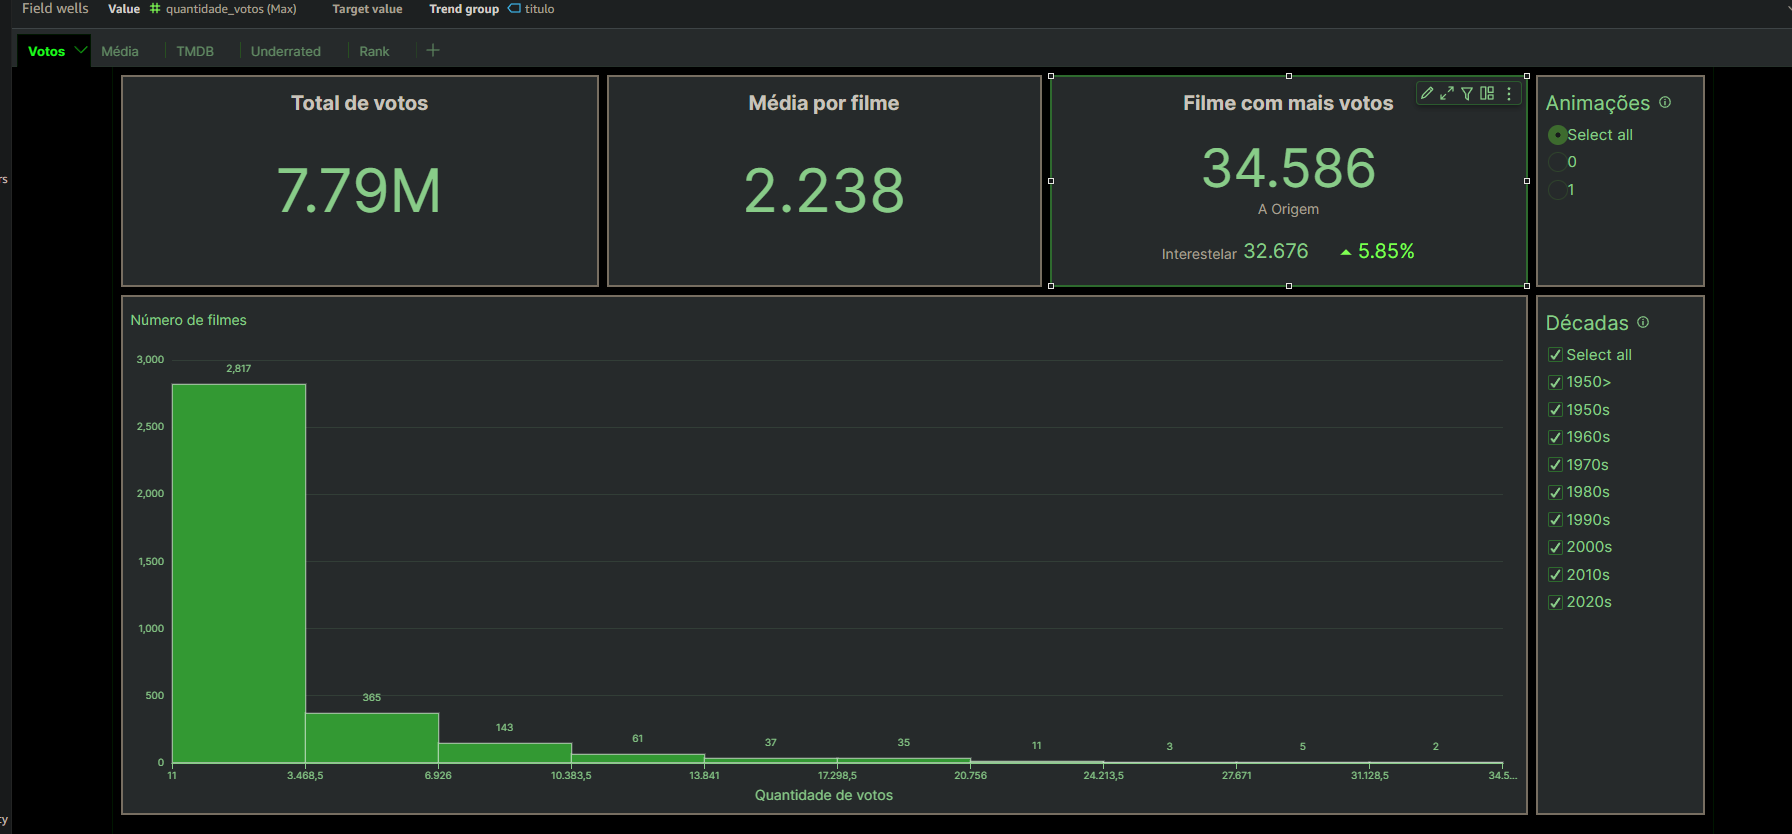 Field wells Value quantidade_votos (Max) Target value Trend group titulo
Votos Média TMDB Underrated Rank
rs
Total de votos
7.79M
Média por filme
2.238
Filme com mais votos
34.586
A Origem
Interestelar 32.676 5.85%
Animações
Select all
0
1
Número de filmes
3,000
2,500
2,000
1,500
1,000
500
0
2,817
365
143
61
37
35
11
3
5
2
11 3.468,5 6.926 10.383,5 13.841 17.298,5 20.756 24.213,5 27.671 31.128,5 34.5...
Quantidade de votos
Décadas
Select all
1950>
1950s
1960s
1970s
1980s
1990s
2000s
2010s
2020s
ty